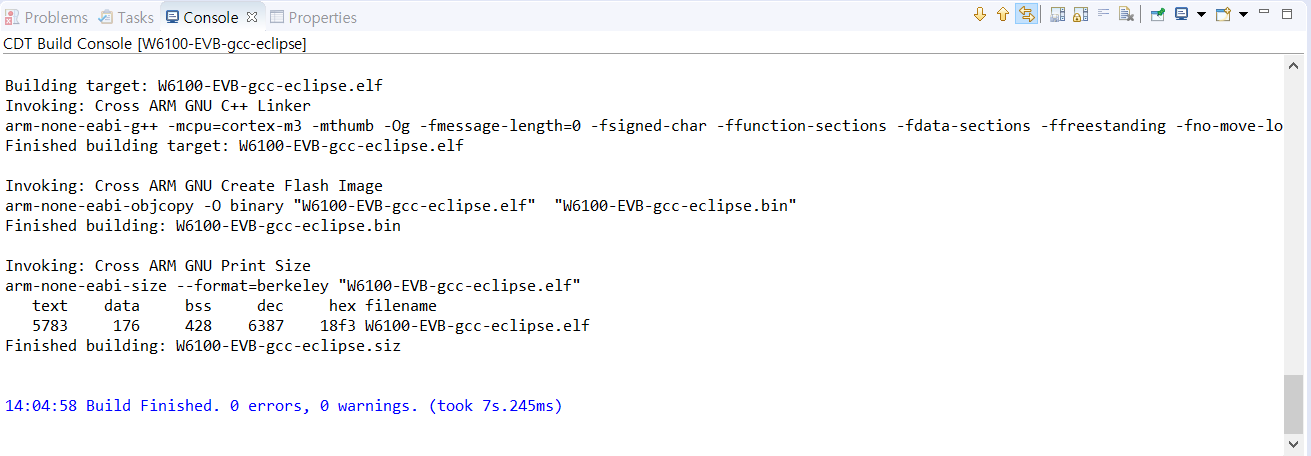 Problems Tasks Console Properties
CDT Build Console [W6100-EVB-gcc-eclipse]
Building target: W6100-EVB-gcc-eclipse.elf
Invoking: Cross ARM GNU C++ Linker
arm-none-eabi-g++ -mcpu=cortex-m3 -mthumb -Og -fmessage-length=0 -fsigned-char -ffunction-sections -fdata-sections -ffreestanding -fno-move-lo
Finished building target: W6100-EVB-gcc-eclipse.elf
Invoking: Cross ARM GNU Create Flash Image
arm-none-eabi-objcopy -O binary "W6100-EVB-gcc-eclipse.elf"  "W6100-EVB-gcc-eclipse.bin"
Finished building: W6100-EVB-gcc-eclipse.bin
Invoking: Cross ARM GNU Print Size
arm-none-eabi-size --format=berkeley "W6100-EVB-gcc-eclipse.elf"
   text    data     bss     dec     hex filename
   5783     176     428    6387    18f3 W6100-EVB-gcc-eclipse.elf
Finished building: W6100-EVB-gcc-eclipse.siz
14:04:58 Build Finished. 0 errors, 0 warnings. (took 7s.245ms)